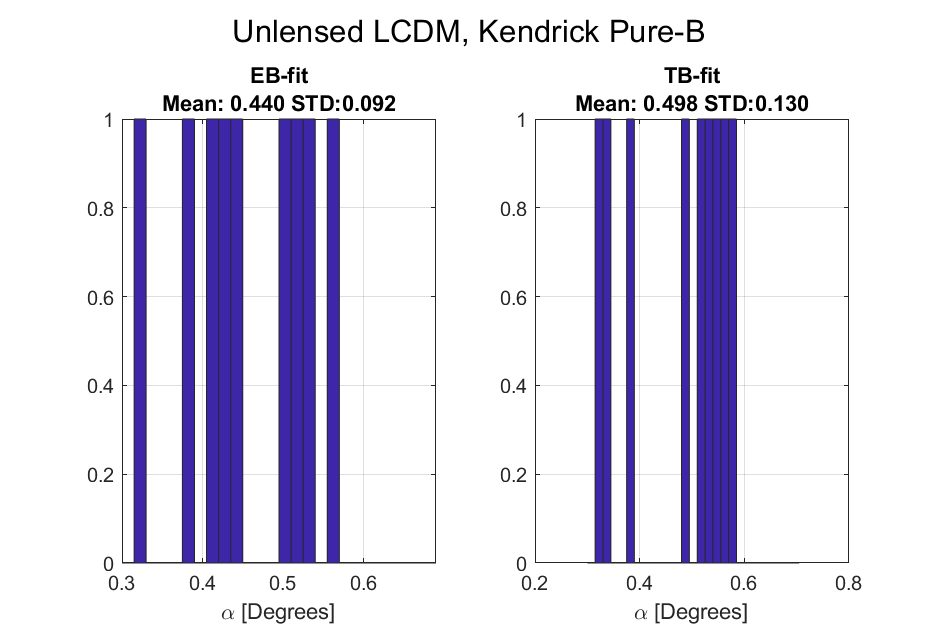 Unlensed LCDM, Kendrick Pure-B
EB-fit
Mean: 0.440 STD:0.092
1
0.8
0.6
0.4
0.2
0
0.3 0.4 0.5 0.6
α [Degrees]
TB-fit
Mean: 0.498 STD:0.130
1
0.8
0.6
0.4
0.2
0
0.2 0.4 0.6 0.8
α [Degrees]